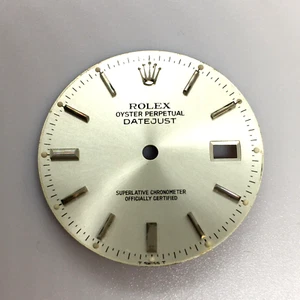 ROLEX
OYSTER PERPETUAL
DATEJUST
SUPERLATIVE CHRONOMETER
OFFICIALLY CERTIFIED